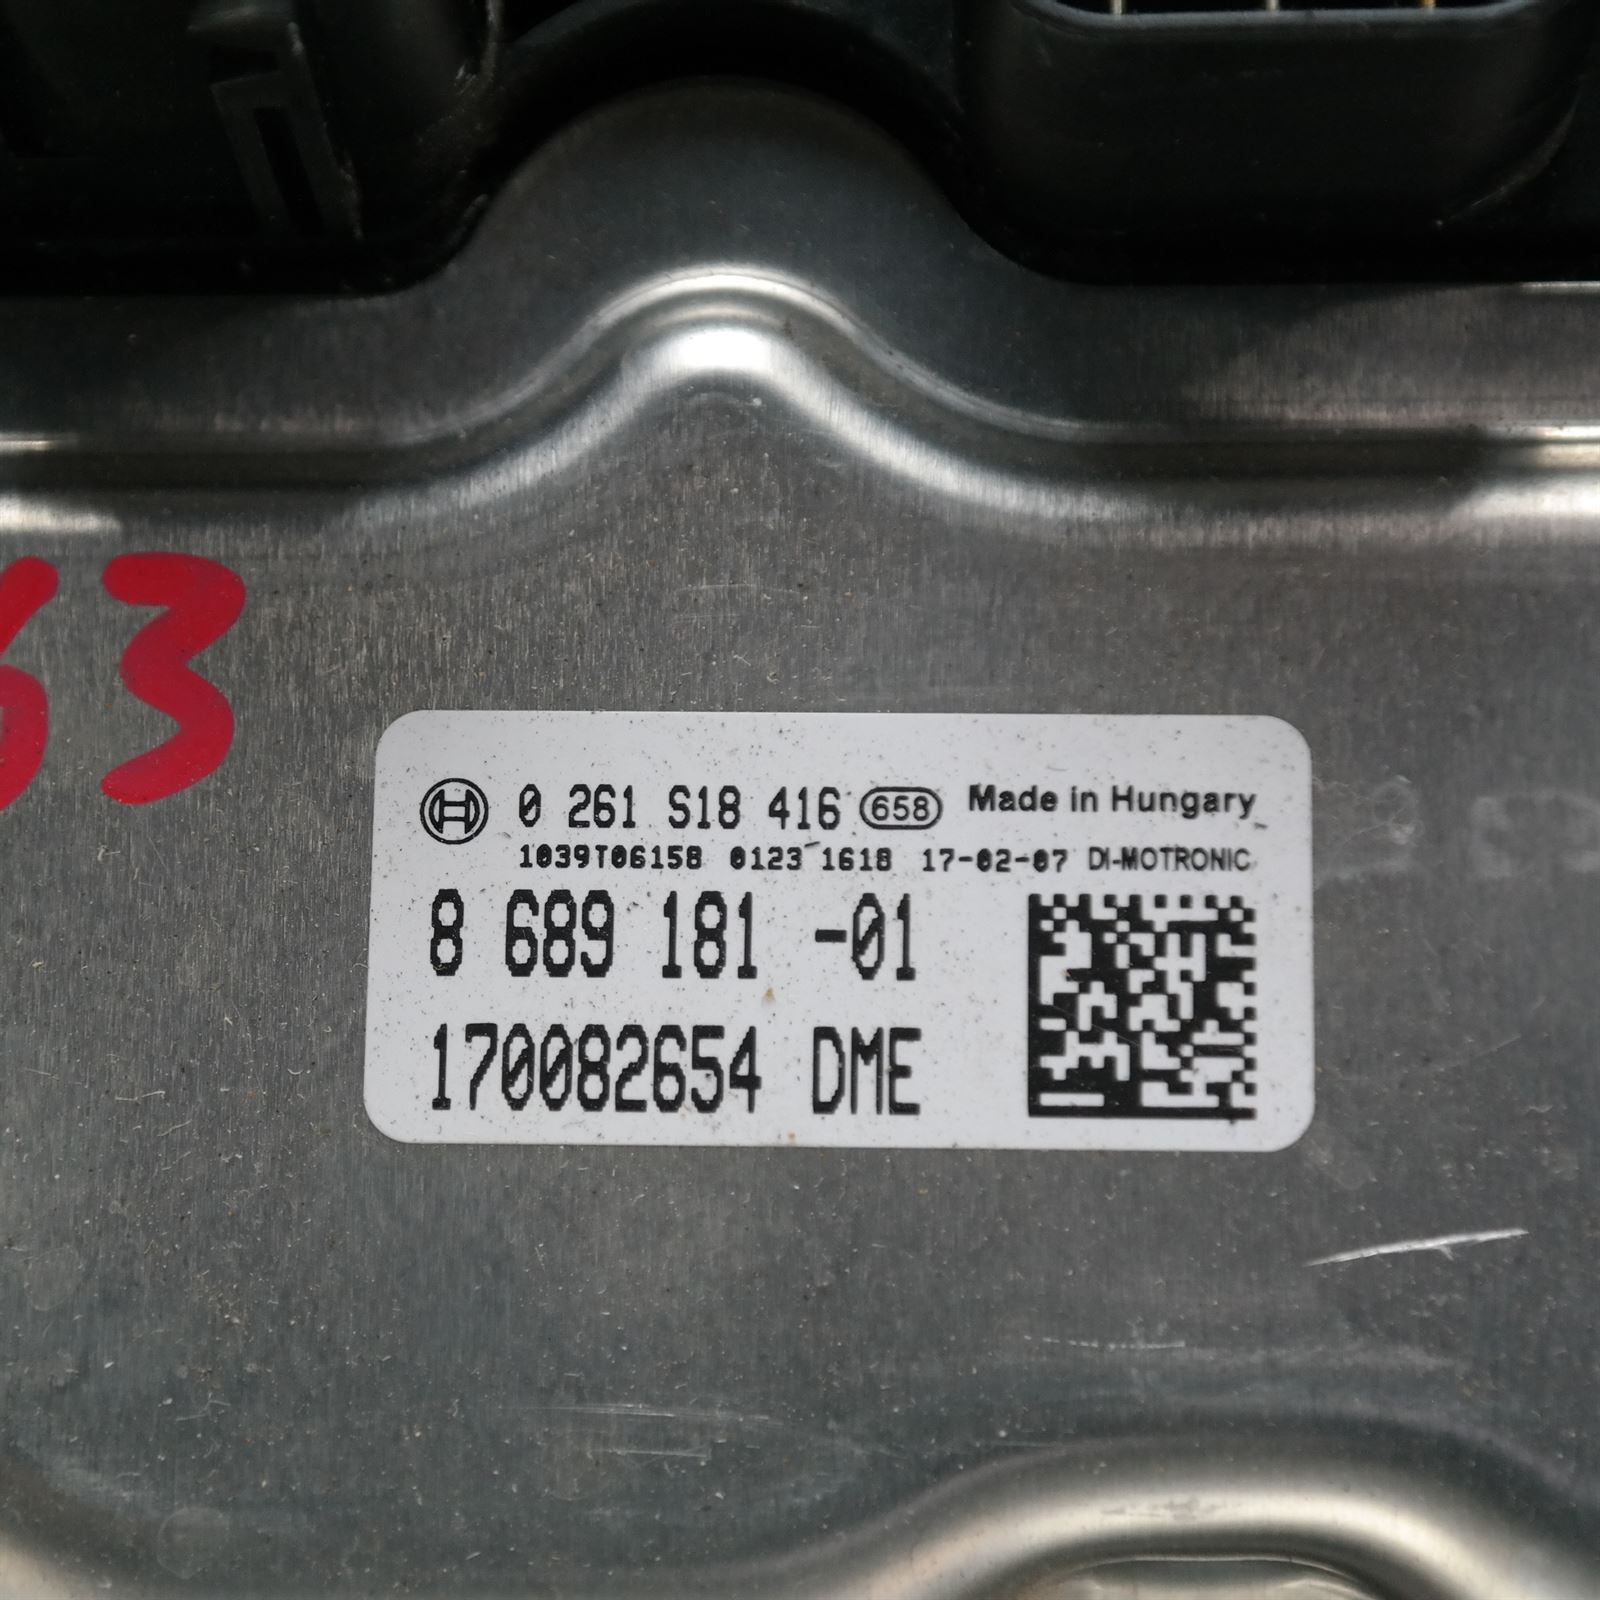 63
0 261 S18 416 658 Made in Hungary
1039T06158 0123 1618 17-02-07 DI-MOTRONIC
8 689 181 -01
170082654 DME